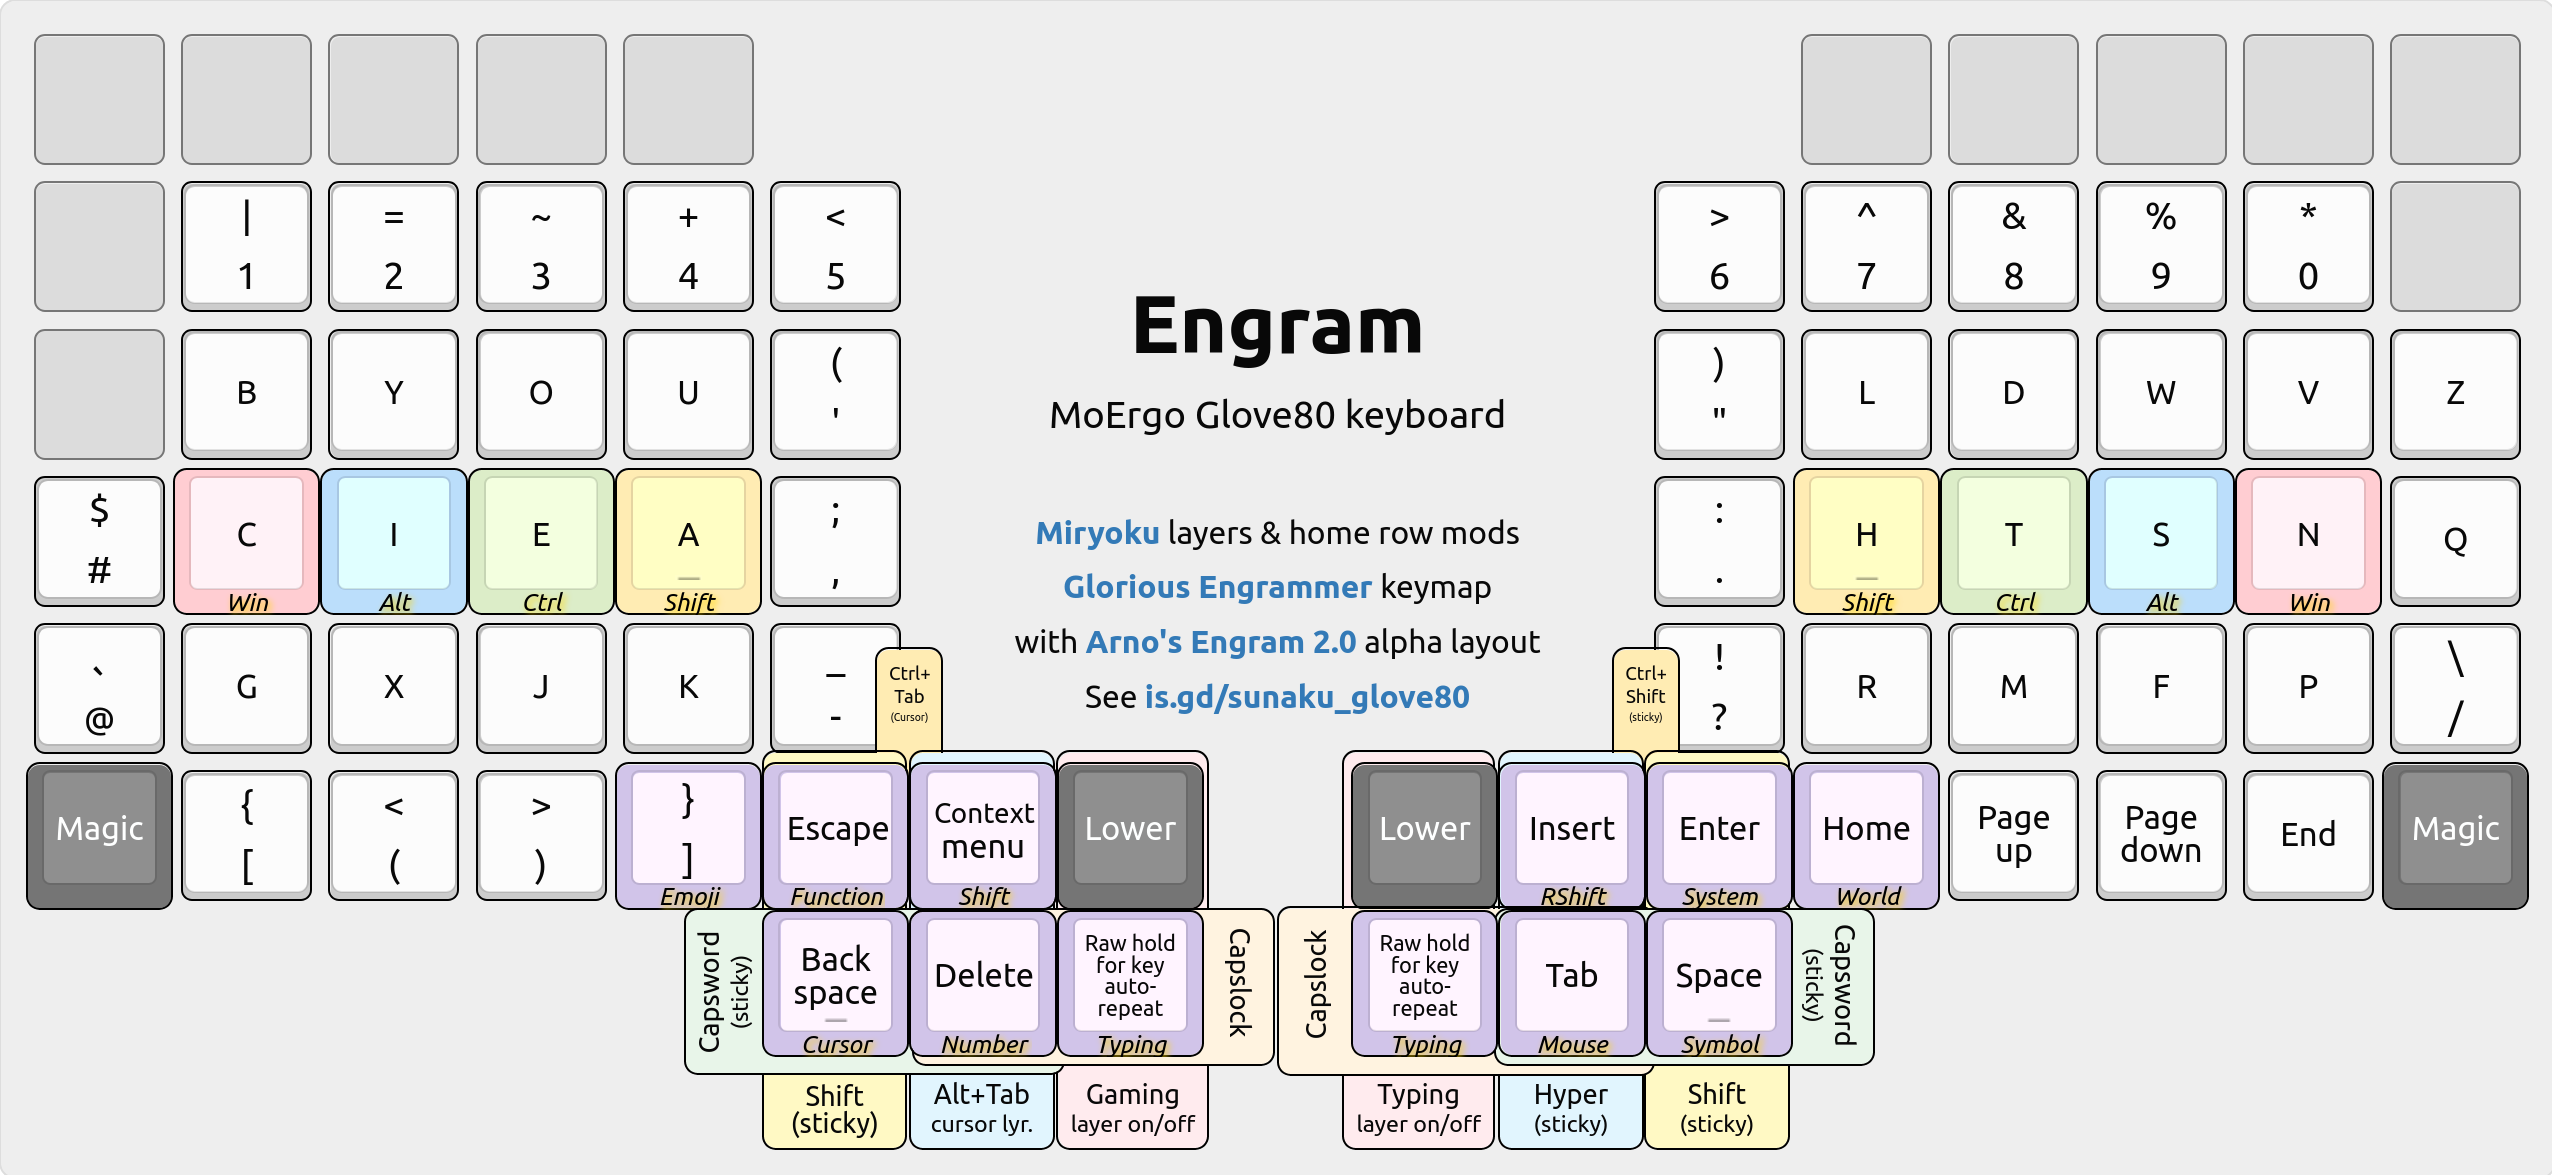 | = ~ + <
1 2 3 4 5
> ^ & % *
6 7 8 9 0
Engram
MoErgo Glove80 keyboard
B Y O U (
'
)
" L D W V Z
Miryoku layers & home row mods
Glorious Engrammer keymap
with Arno's Engram 2.0 alpha layout
See is.gd/sunaku_glove80
$
#
C I E A _
Win Alt Ctrl Shift
;
,
:
.
H _ T S N Q
Shift Ctrl Alt Win
`
@
G X J K
_
-
Ctrl+
Tab
(Cursor)
Ctrl+
Shift
(sticky)
!
?
R M F P
\
/
Magic
{
[
<
(
>
)
}
]
Emoji
Escape
Function
Context
menu
Shift
Lower
Lower
Insert
RShift
Enter
System
Home
World
Page
up
Page
down
End
Magic
Capsword
(sticky)
Back
space
_
Cursor
Delete
Number
Raw hold
for key
auto-
repeat
Typing
Capslock
Capslock
Raw hold
for key
auto-
repeat
Typing
Tab
Mouse
Space
_
Symbol
Capsword
(sticky)
Shift
(sticky)
Alt+Tab
cursor lyr.
Gaming
layer on/off
Typing
layer on/off
Hyper
(sticky)
Shift
(sticky)